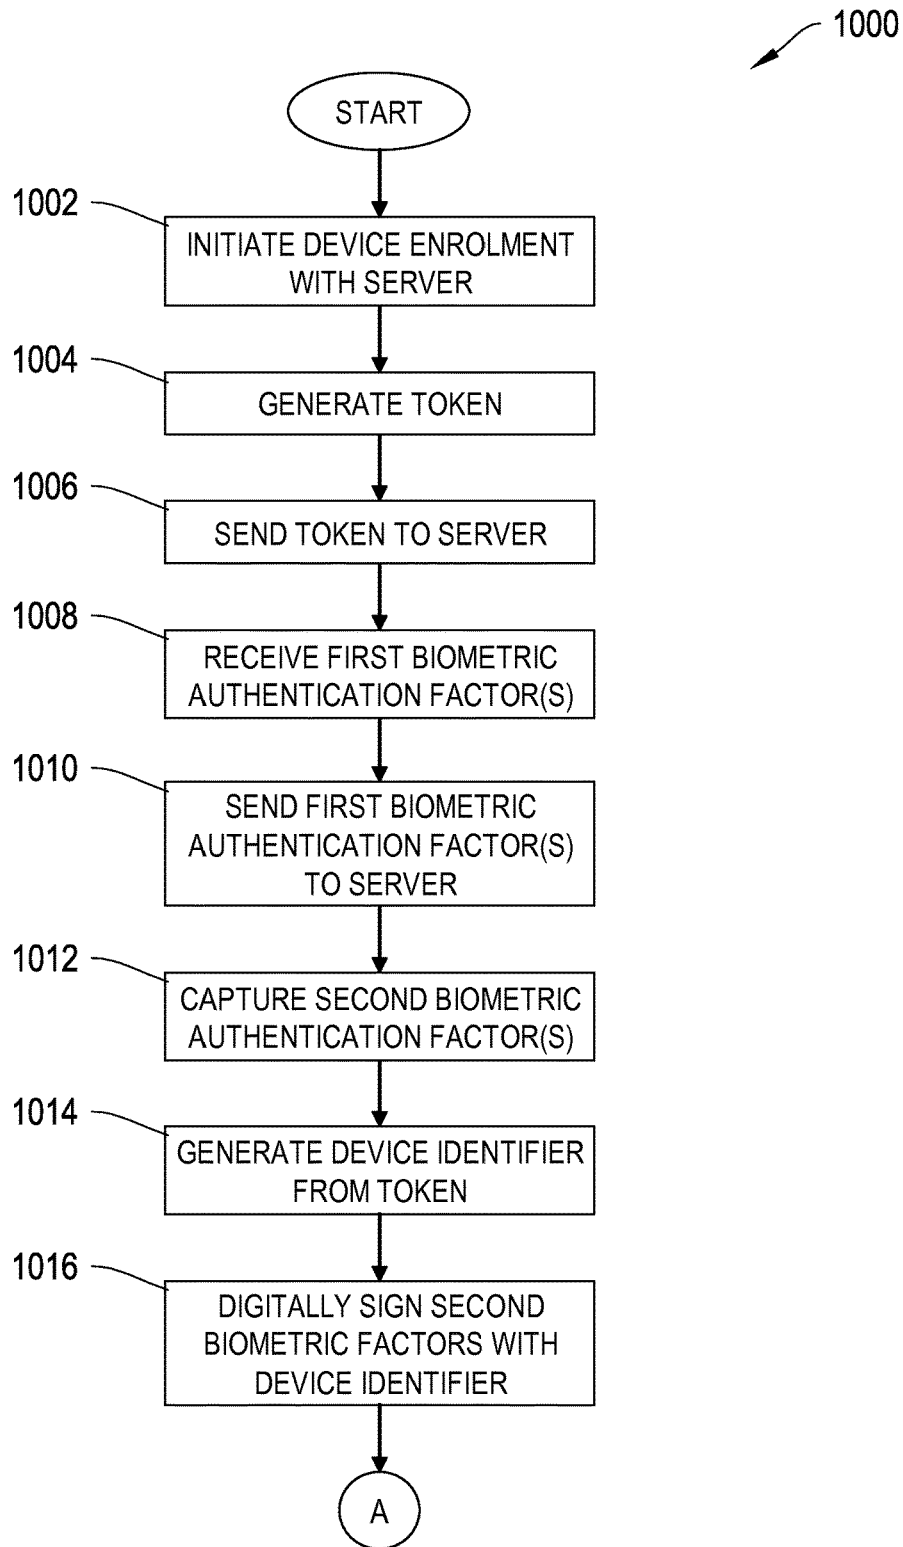 1000
START
1002
INITIATE DEVICE ENROLMENT
WITH SERVER
1004
GENERATE TOKEN
1006
SEND TOKEN TO SERVER
1008
RECEIVE FIRST BIOMETRIC
AUTHENTICATION FACTOR(S)
1010
SEND FIRST BIOMETRIC
AUTHENTICATION FACTOR(S)
TO SERVER
1012
CAPTURE SECOND BIOMETRIC
AUTHENTICATION FACTOR(S)
1014
GENERATE DEVICE IDENTIFIER
FROM TOKEN
1016
DIGITALLY SIGN SECOND
BIOMETRIC FACTORS WITH
DEVICE IDENTIFIER
A